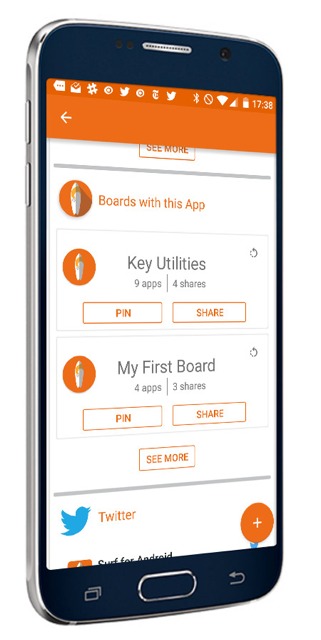 17:38
SEE MORE
Boards with this App
Key Utilities
9 apps | 4 shares
PIN
SHARE
My First Board
4 apps | 3 shares
PIN
SHARE
SEE MORE
Twitter
+
Surf for Android